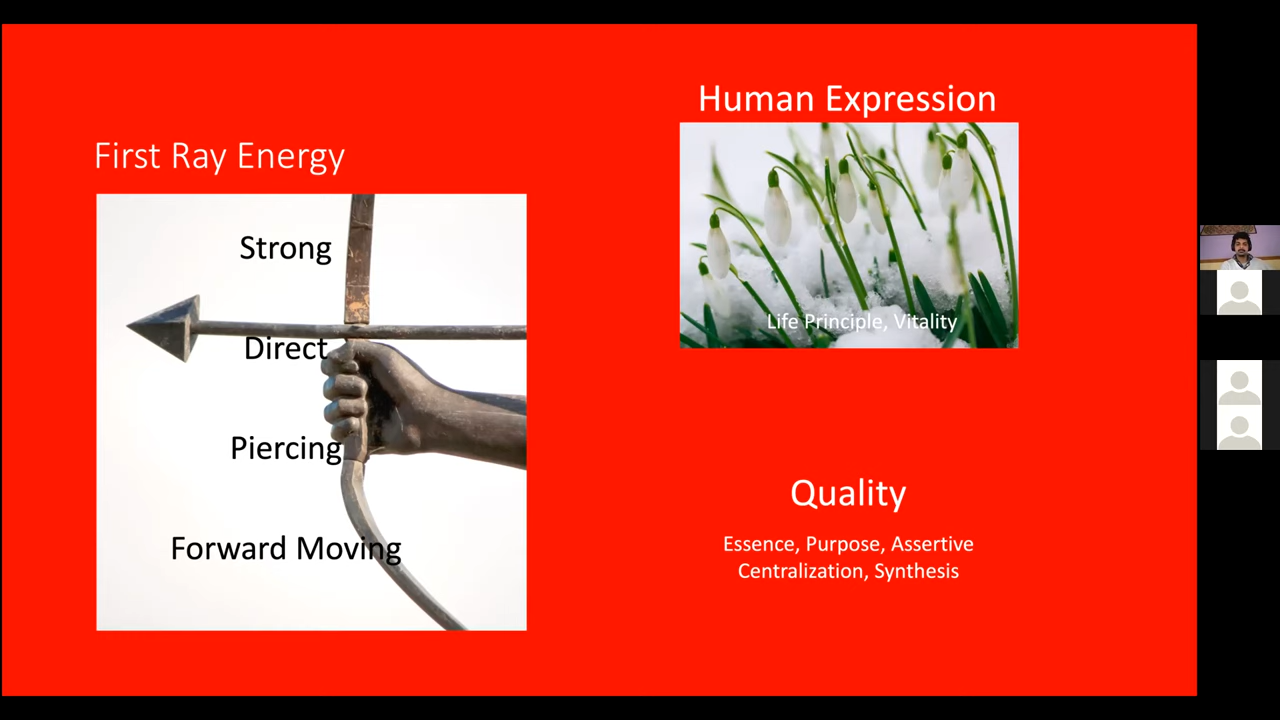 First Ray Energy
Strong
Direct
Piercing
Forward Moving
Human Expression
Life Principle, Vitality
Quality
Essence, Purpose, Assertive
Centralization, Synthesis